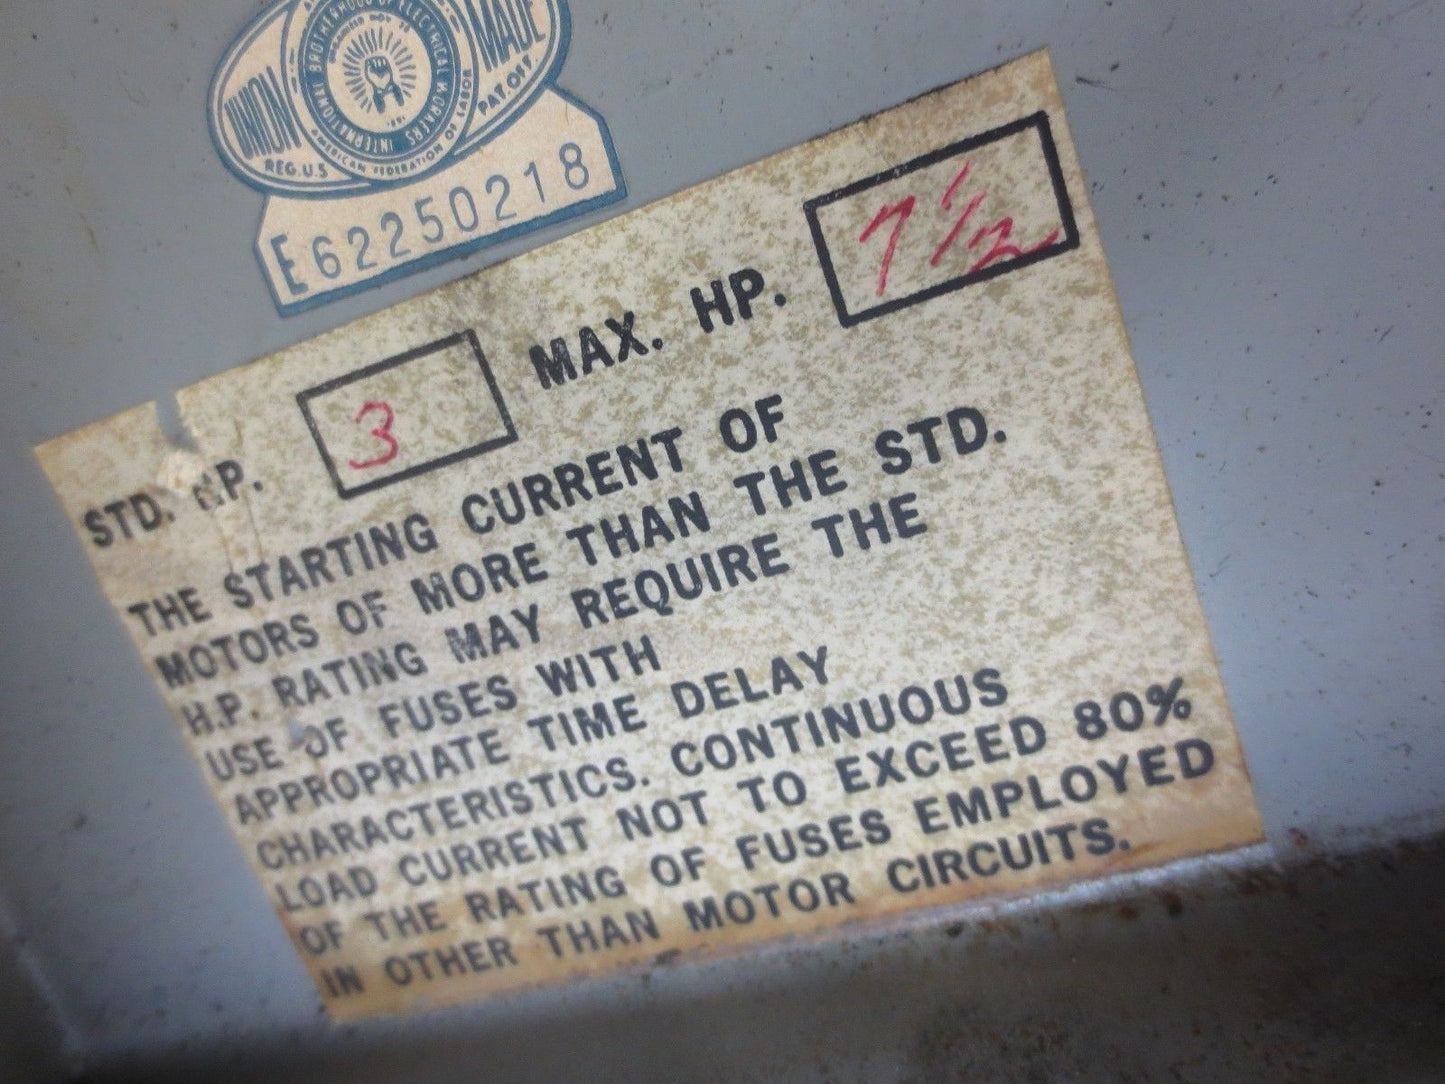 UNION MADE
INTERNATIONAL BROTHERHOOD OF ELECTRICAL WORKERS
AMERICAN FEDERATION OF LABOR
REG. U.S PAT. OFF
E62250218
STD. H.P. 3 MAX. HP. 7 1/2
THE STARTING CURRENT OF
MOTORS OF MORE THAN THE STD.
H.P. RATING MAY REQUIRE THE
USE OF FUSES WITH
APPROPRIATE TIME DELAY
CHARACTERISTICS. CONTINUOUS
LOAD CURRENT NOT TO EXCEED 80%
OF THE RATING OF FUSES EMPLOYED
IN OTHER THAN MOTOR CIRCUITS.